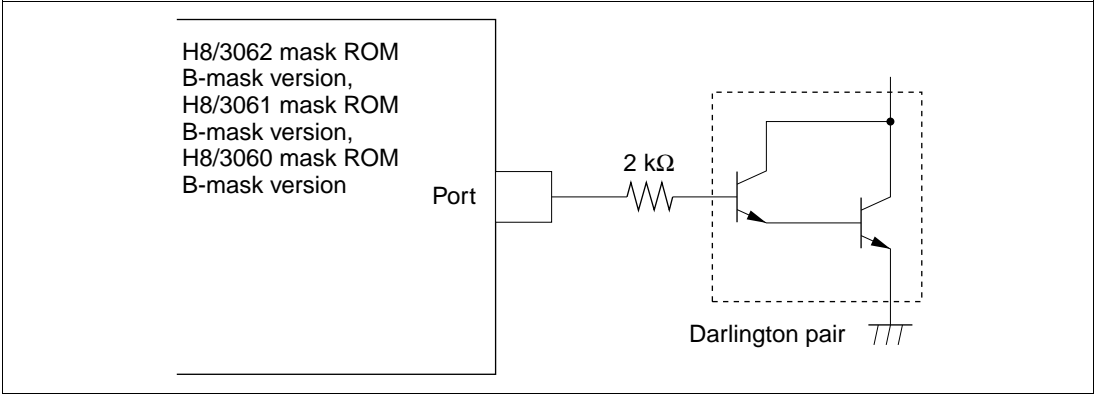 H8/3062 mask ROM
B-mask version,
H8/3061 mask ROM
B-mask version,
H8/3060 mask ROM
B-mask version
Port
2 kΩ
Darlington pair